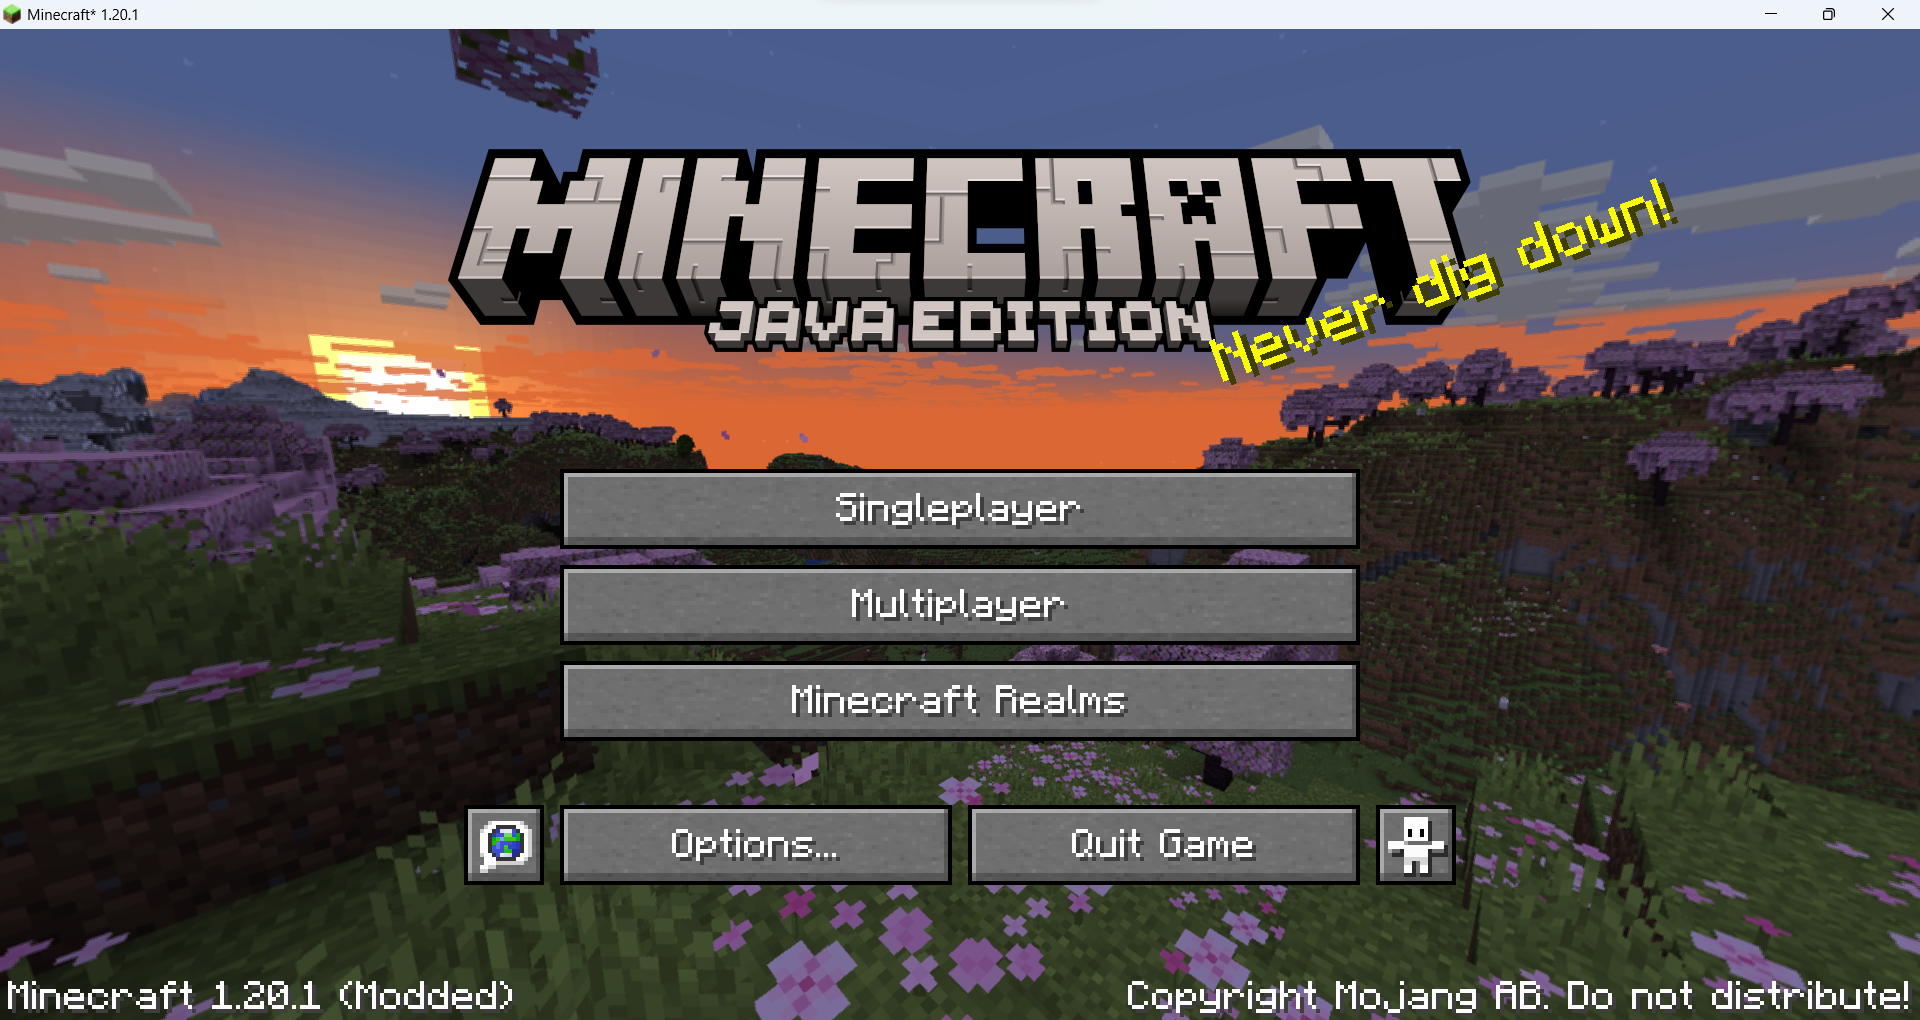 Minecraft* 1.20.1
MINECRAFT
JAVA EDITION
Never dig down!
Singleplayer
Multiplayer
Minecraft Realms
Options...
Quit Game
Minecraft 1.20.1 (Modded)
Copyright Mojang AB. Do not distribute!